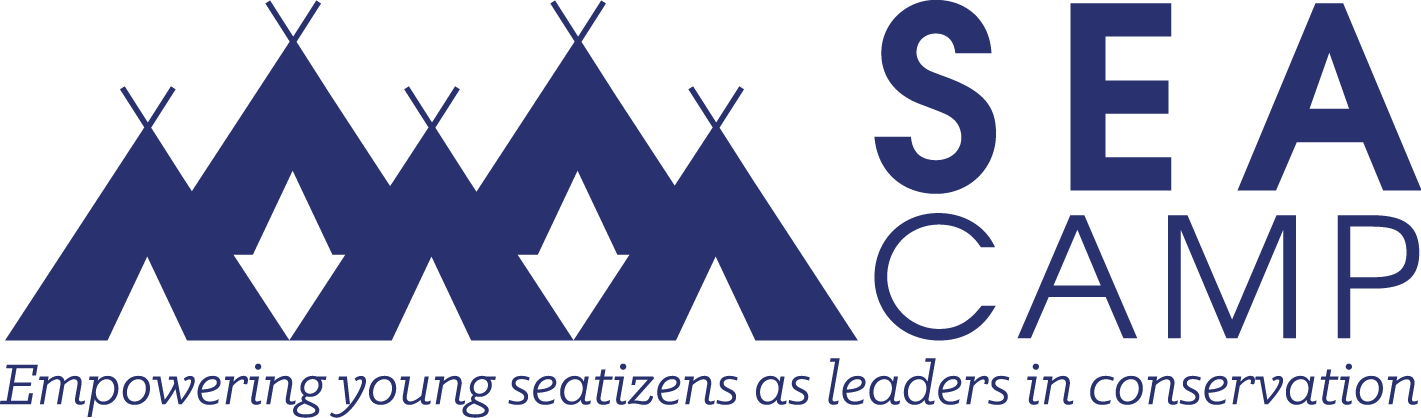 SEA
CAMP
Empowering young seatizens as leaders in conservation